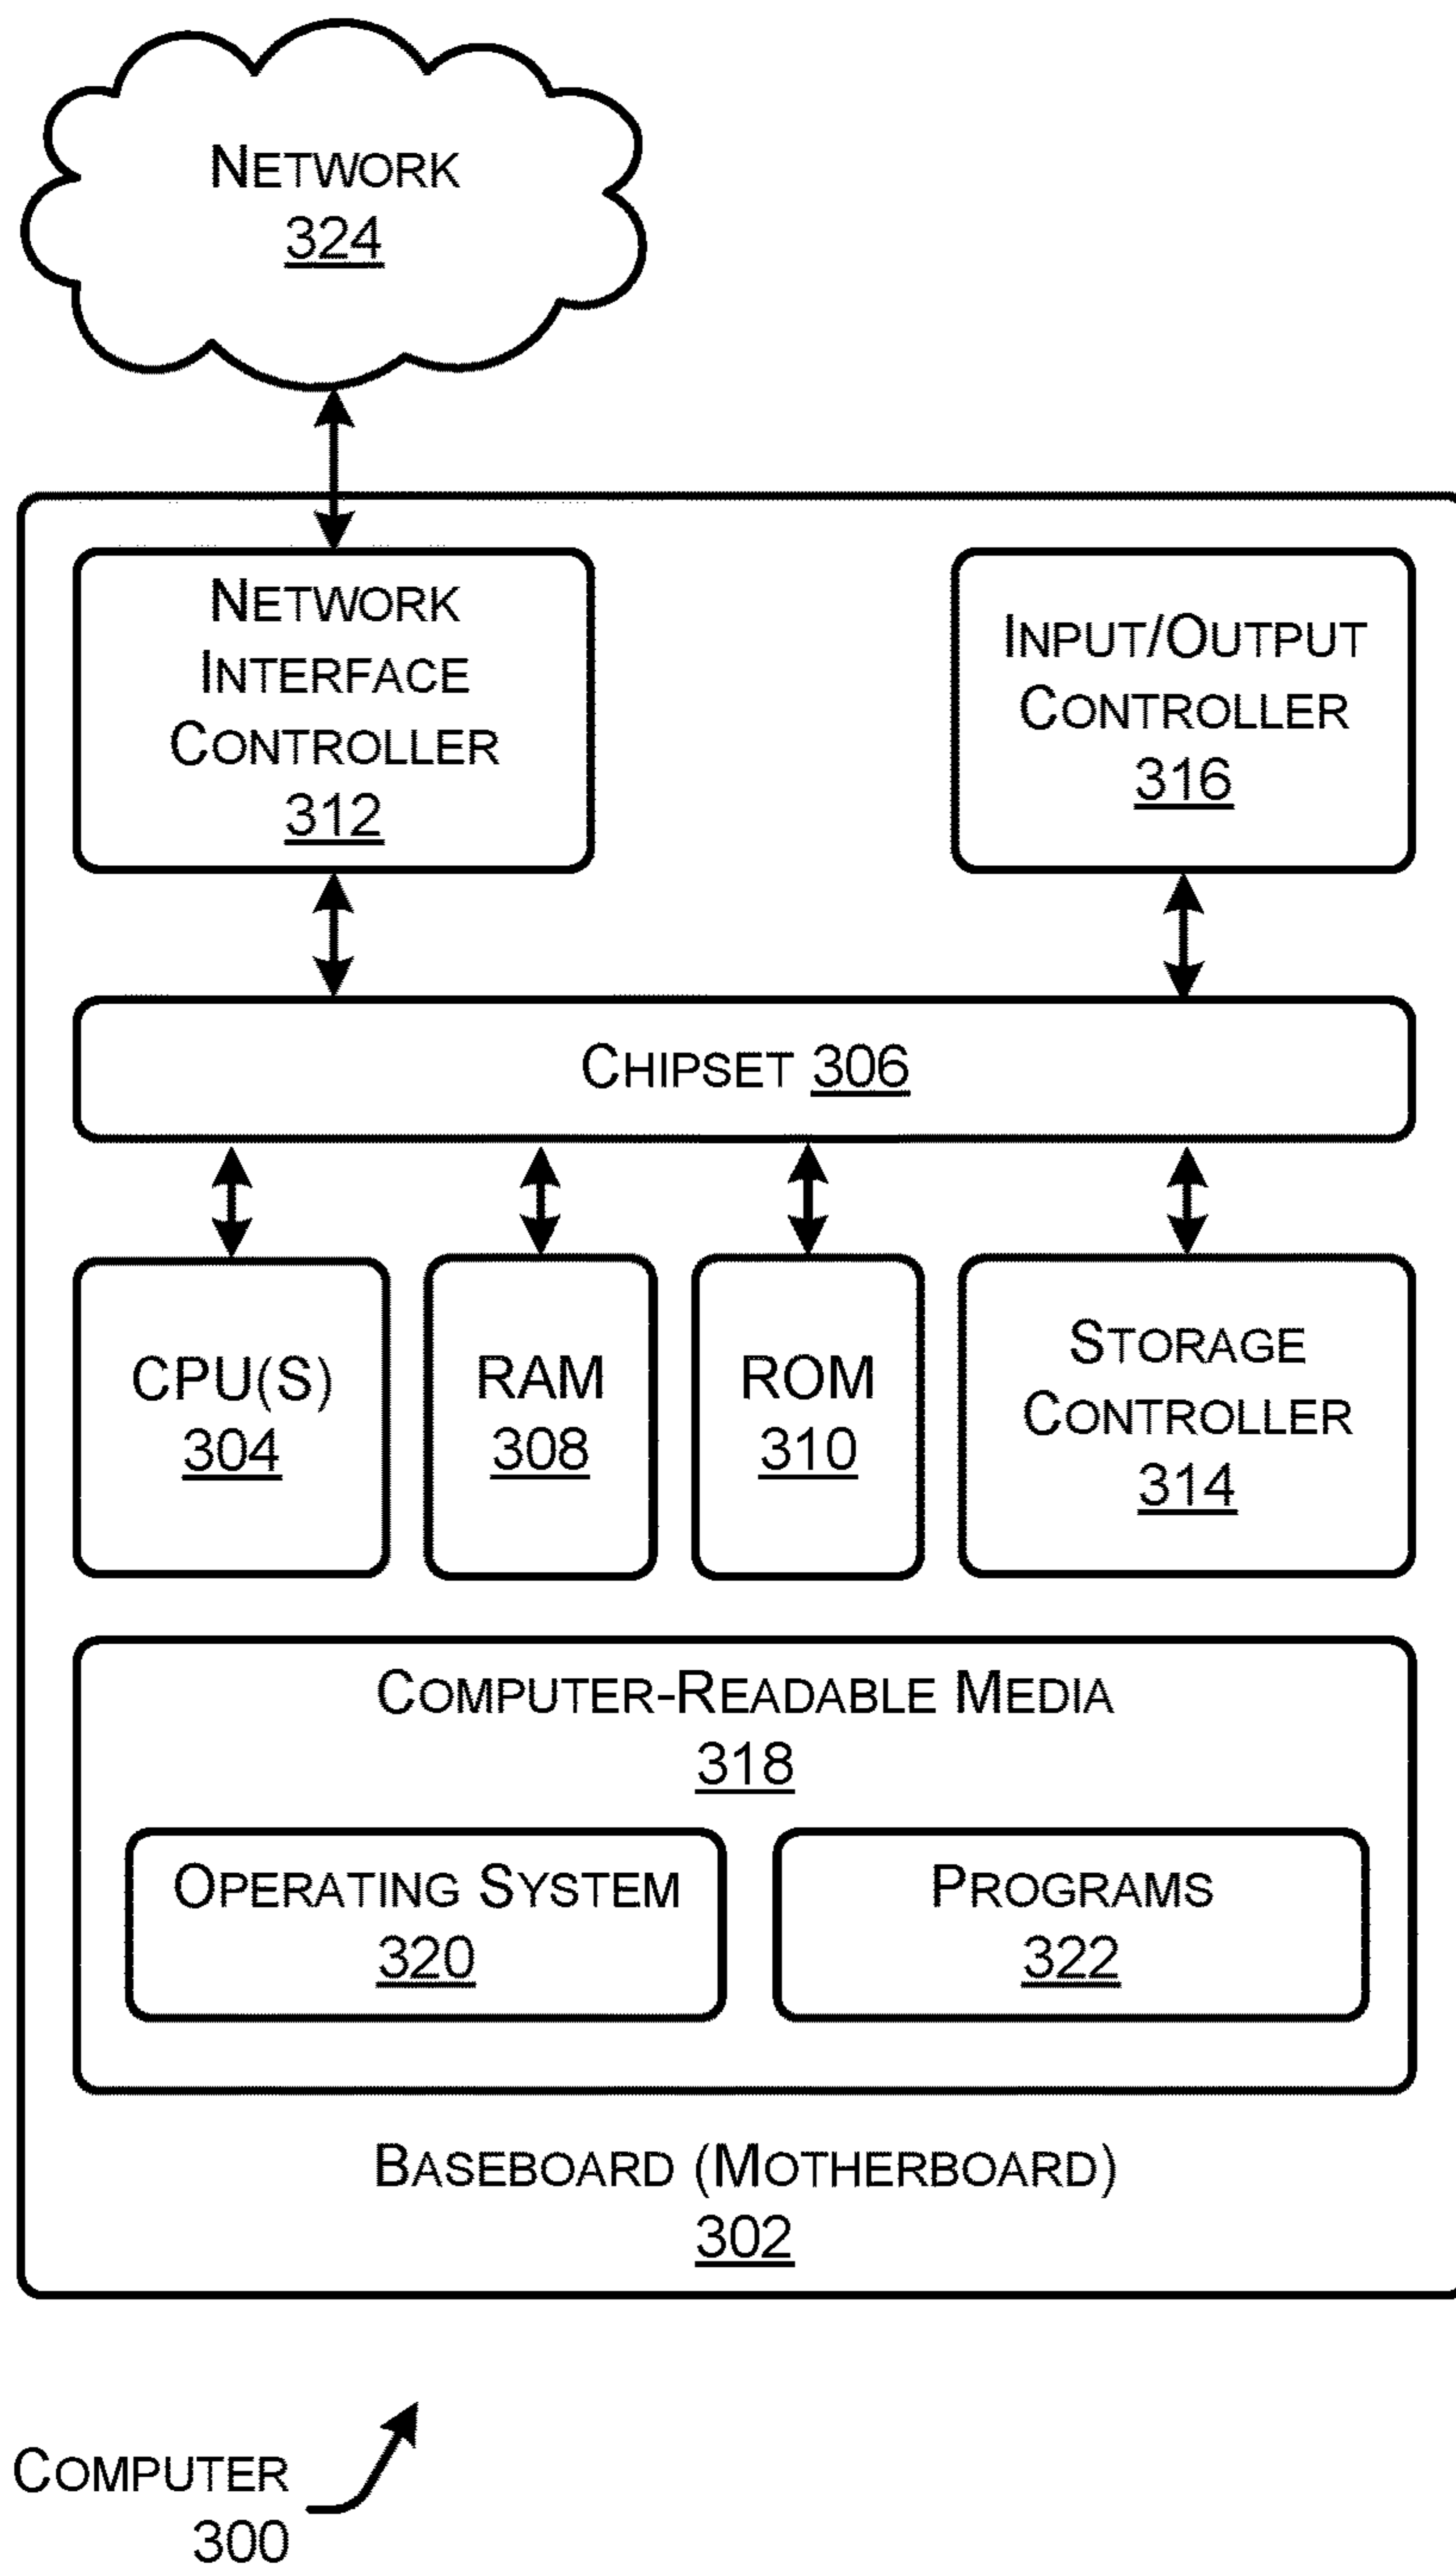 NETWORK
324
NETWORK
INTERFACE
CONTROLLER
312
INPUT/OUTPUT
CONTROLLER
316
CHIPSET 306
CPU(S)
304
RAM
308
ROM
310
STORAGE
CONTROLLER
314
COMPUTER-READABLE MEDIA
318
OPERATING SYSTEM
320
PROGRAMS
322
BASEBOARD (MOTHERBOARD)
302
COMPUTER
300